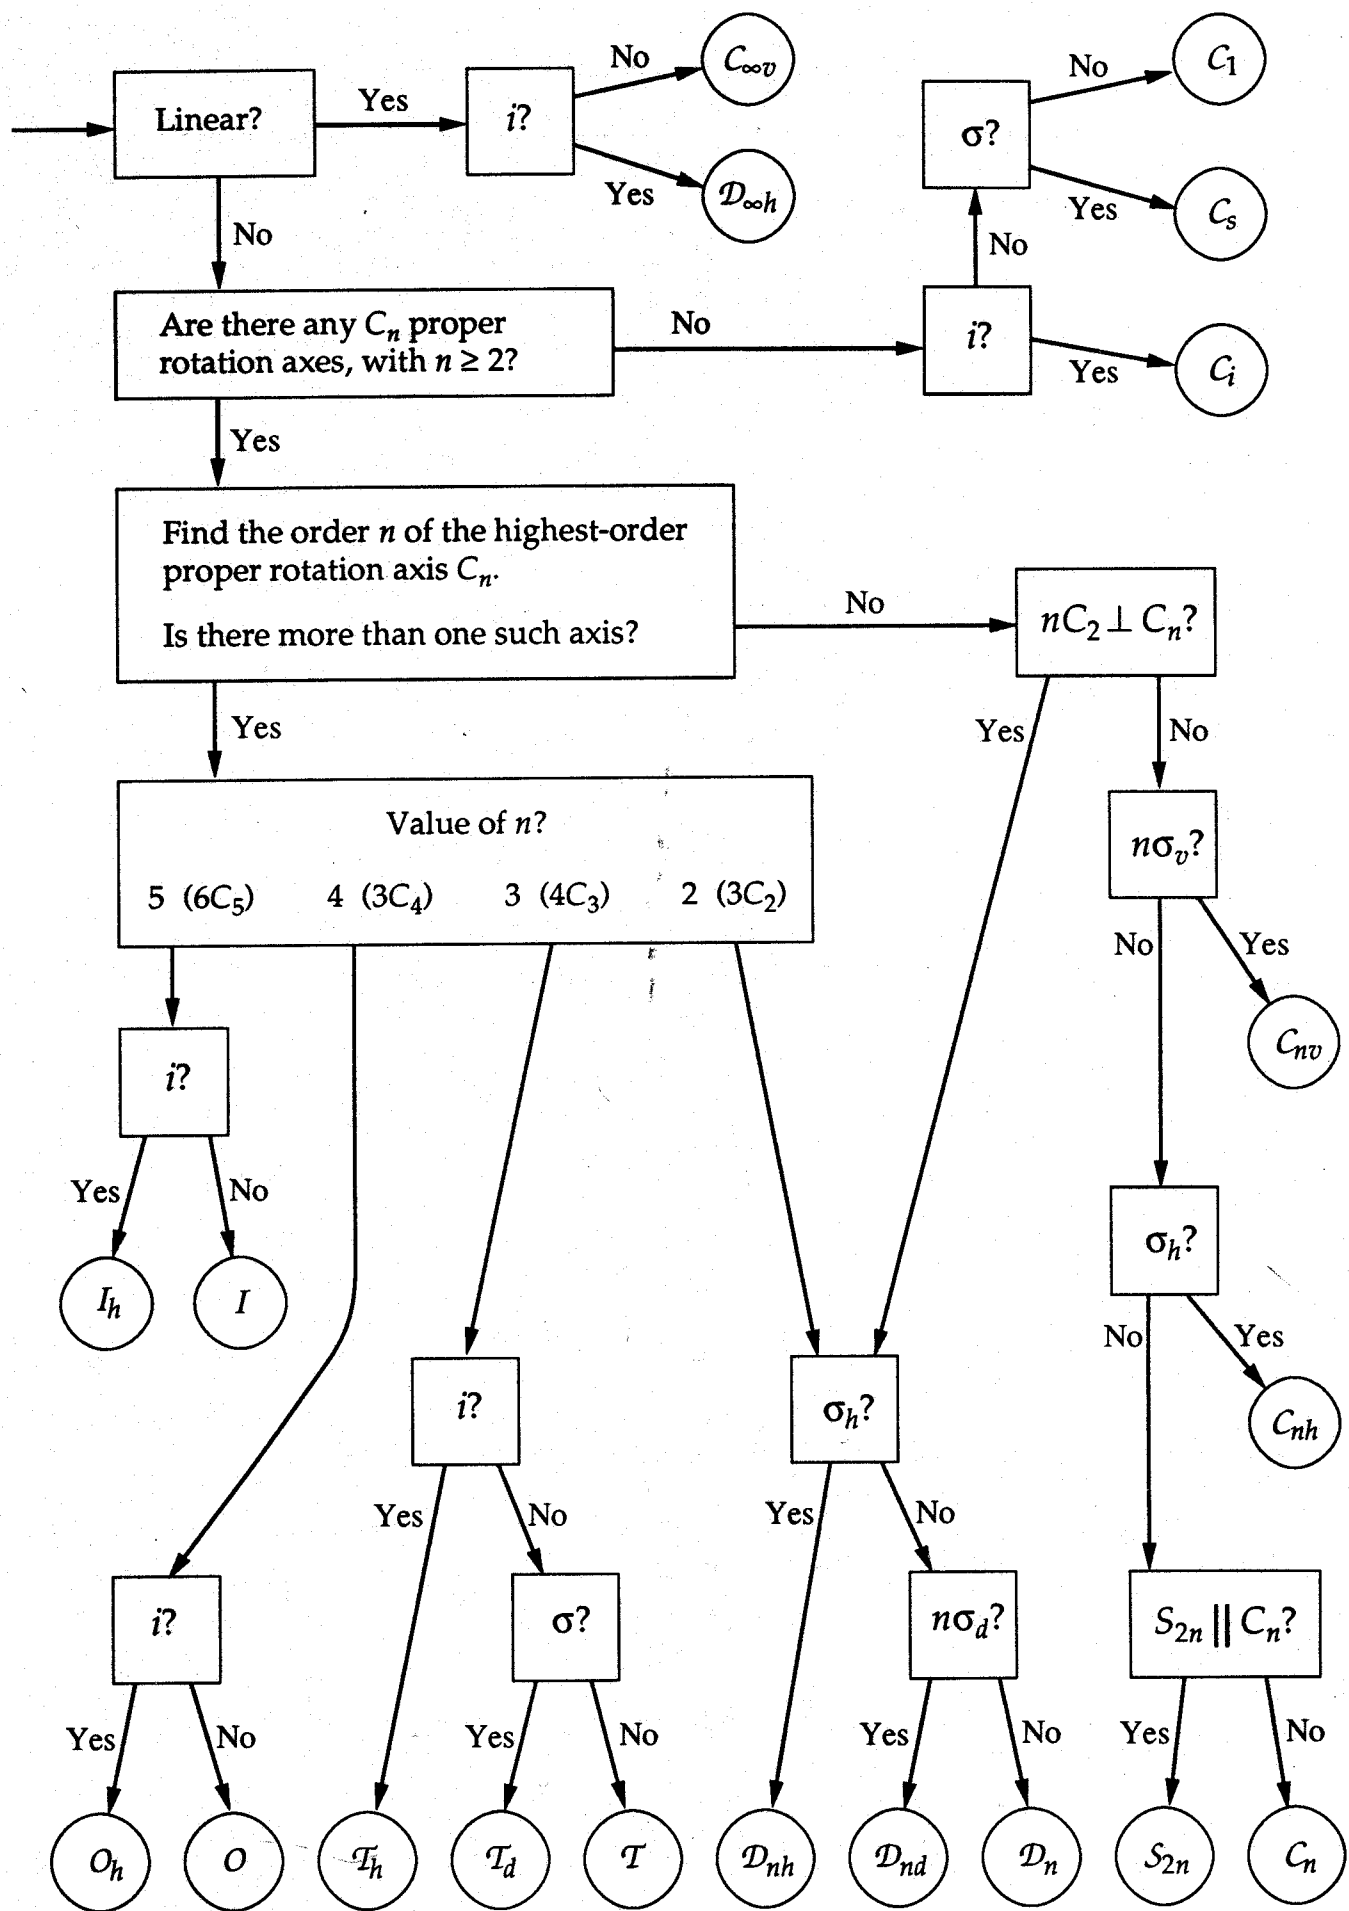 Linear?
Yes
i?
No
C∞v
Yes
D∞h
σ?
No
C1
Yes
Cs
No
No
Are there any Cn proper
rotation axes, with n ≥ 2?
No
i?
Yes
Ci
Yes
Find the order n of the highest-order
proper rotation axis Cn.
Is there more than one such axis?
No
nC2 ⊥ Cn?
Yes
Yes
No
Value of n?
5 (6C5) 4 (3C4) 3 (4C3) 2 (3C2)
nσv?
No
Yes
Cnv
i?
Yes
No
Ih
I
σh?
No
Yes
Cnh
i?
σh?
Yes
No
Yes
No
i?
σ?
nσd?
S2n || Cn?
Yes
No
Yes
No
Yes
No
Yes
No
Oh
O
Th
Td
T
Dnh
Dnd
Dn
S2n
Cn